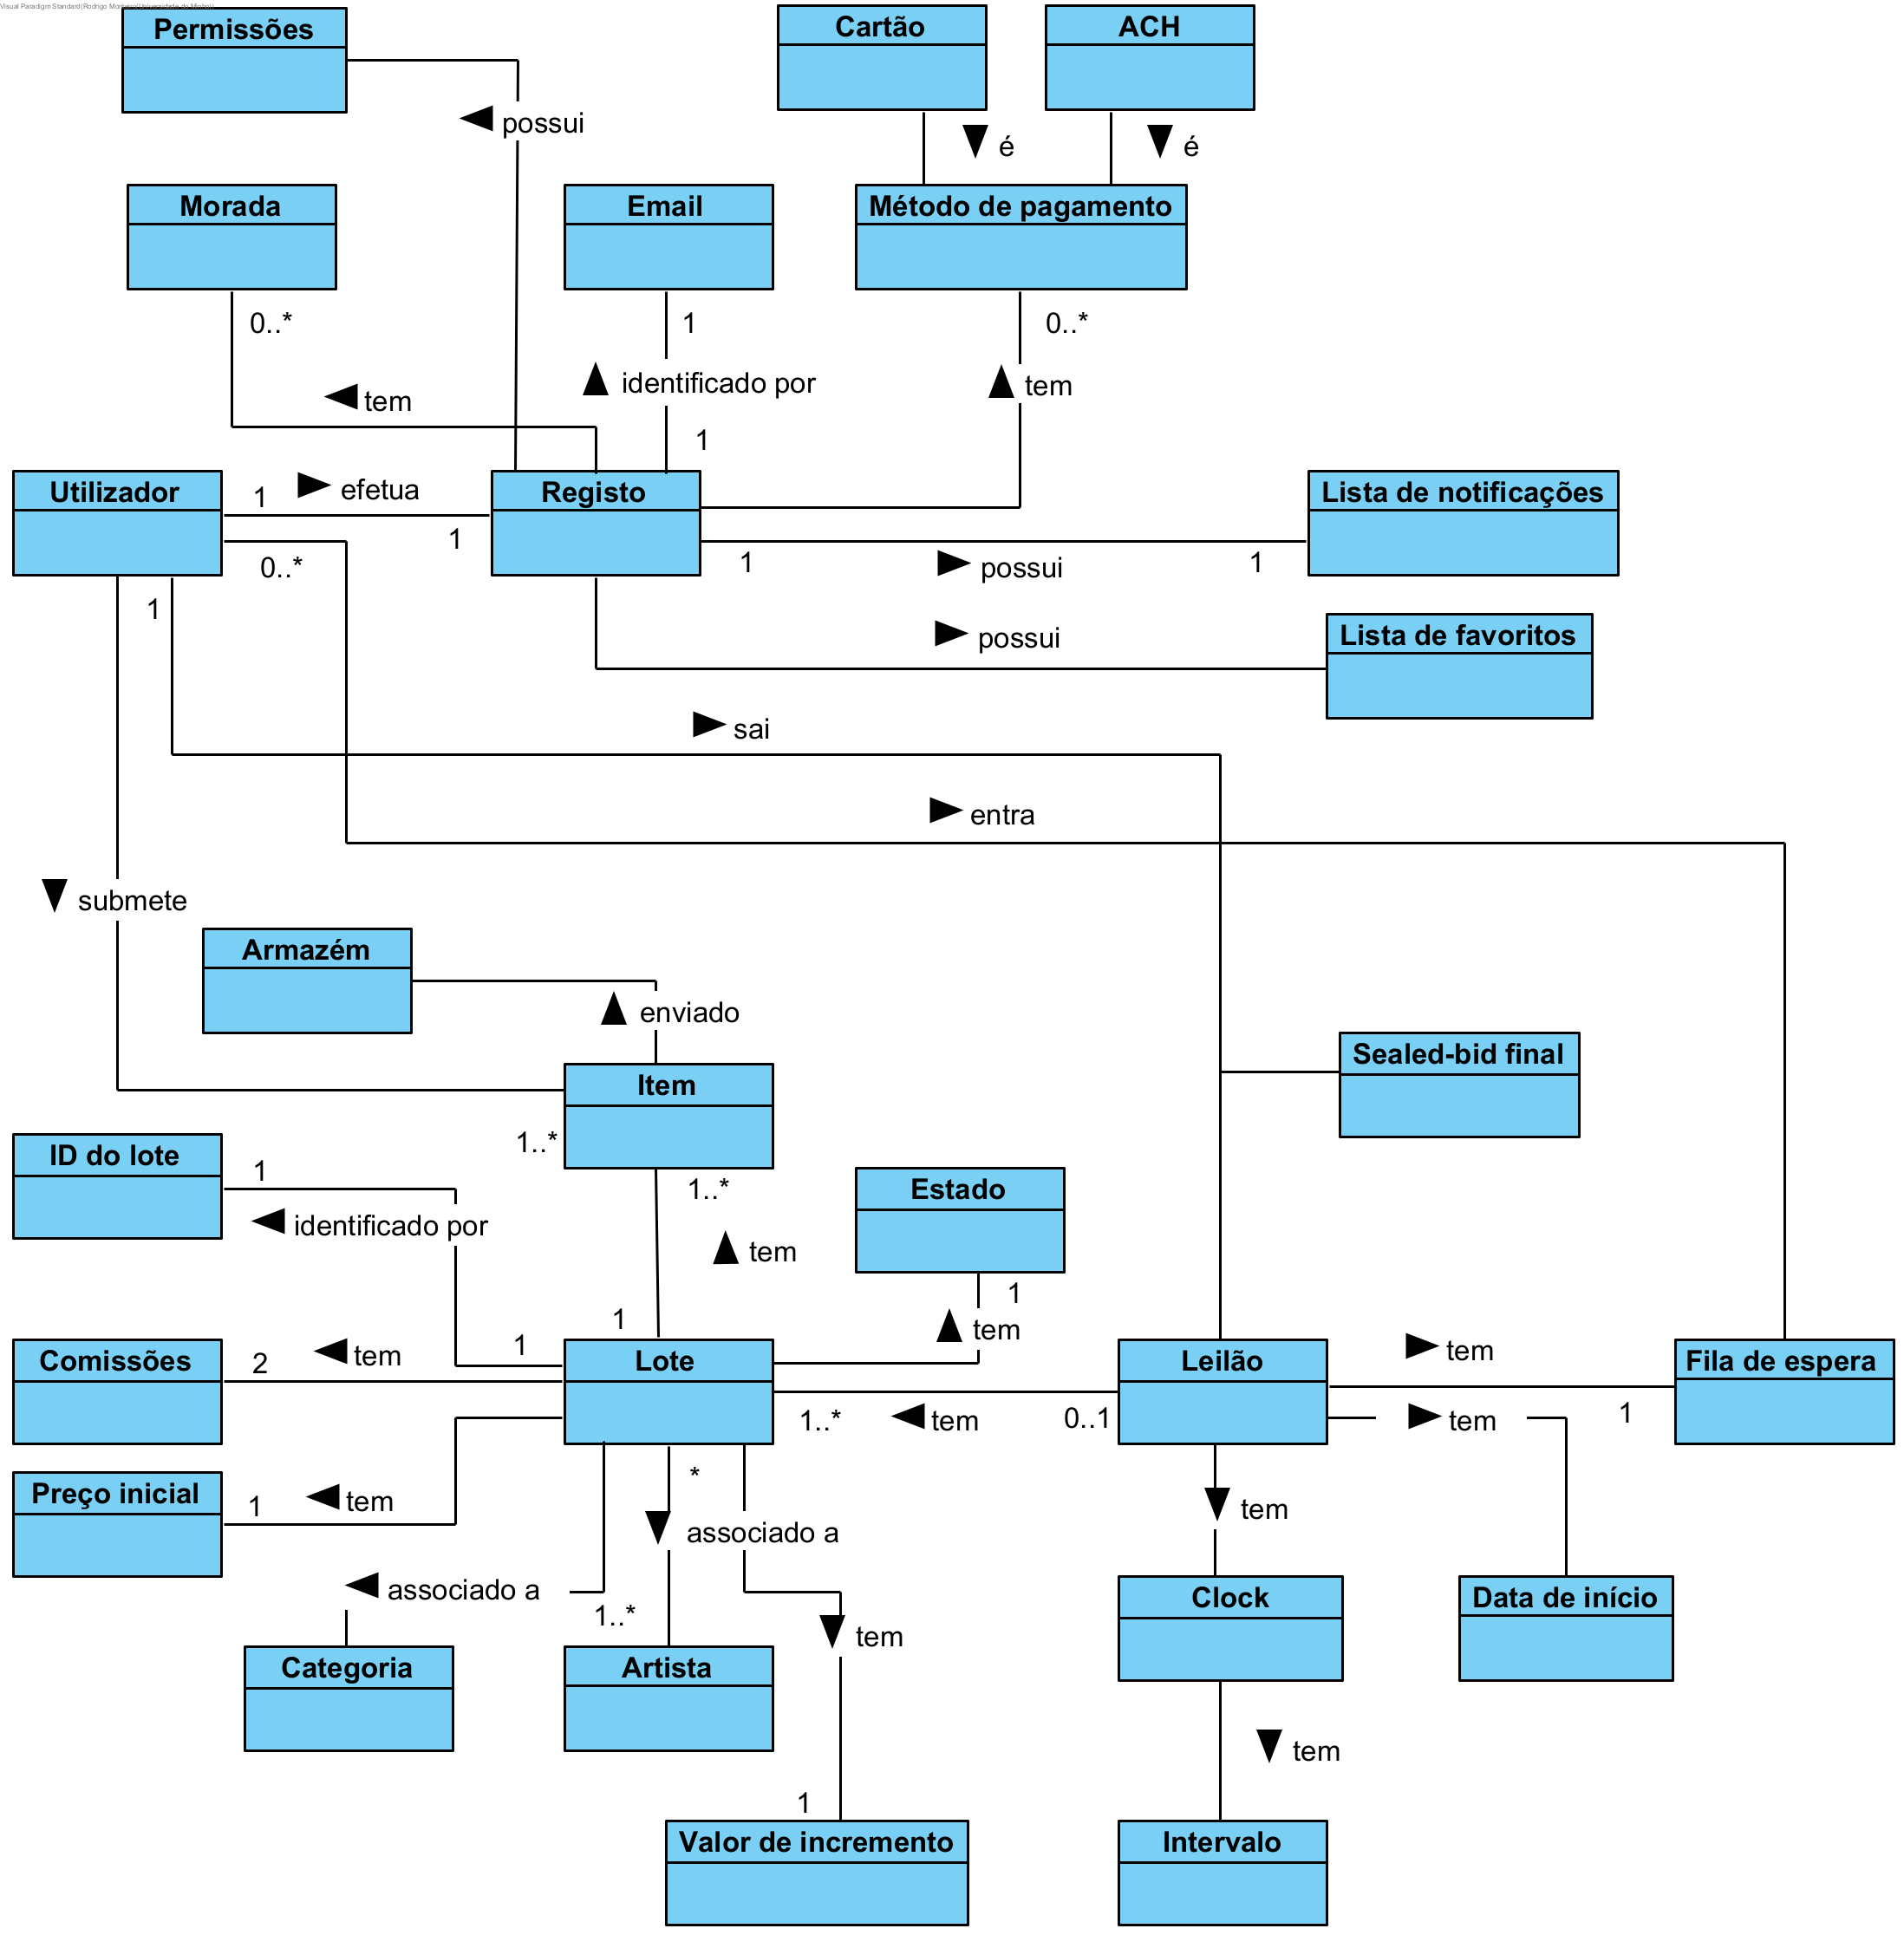 Visual Paradigm Standard(Rodrigo Monteiro(Universidade do Minho))
Permissões
Cartão
ACH
possui
é
é
Morada
Email
Método de pagamento
0..*
1
0..*
identificado por
tem
tem
1
Utilizador
1
efetua
Registo
Lista de notificações
1
0..*
1
possui
1
1
Lista de favoritos
possui
sai
entra
submete
Armazém
enviado
Sealed-bid final
Item
1..*
ID do lote
1
1..*
Estado
identificado por
tem
1
1
tem
1
Comissões
2
tem
Lote
Leilão
tem
Fila de espera
1..*
tem
0..1
tem
1
Preço inicial
1
tem
*
associado a
tem
associado a
1..*
Clock
Data de início
tem
Categoria
Artista
tem
1
Valor de incremento
Intervalo